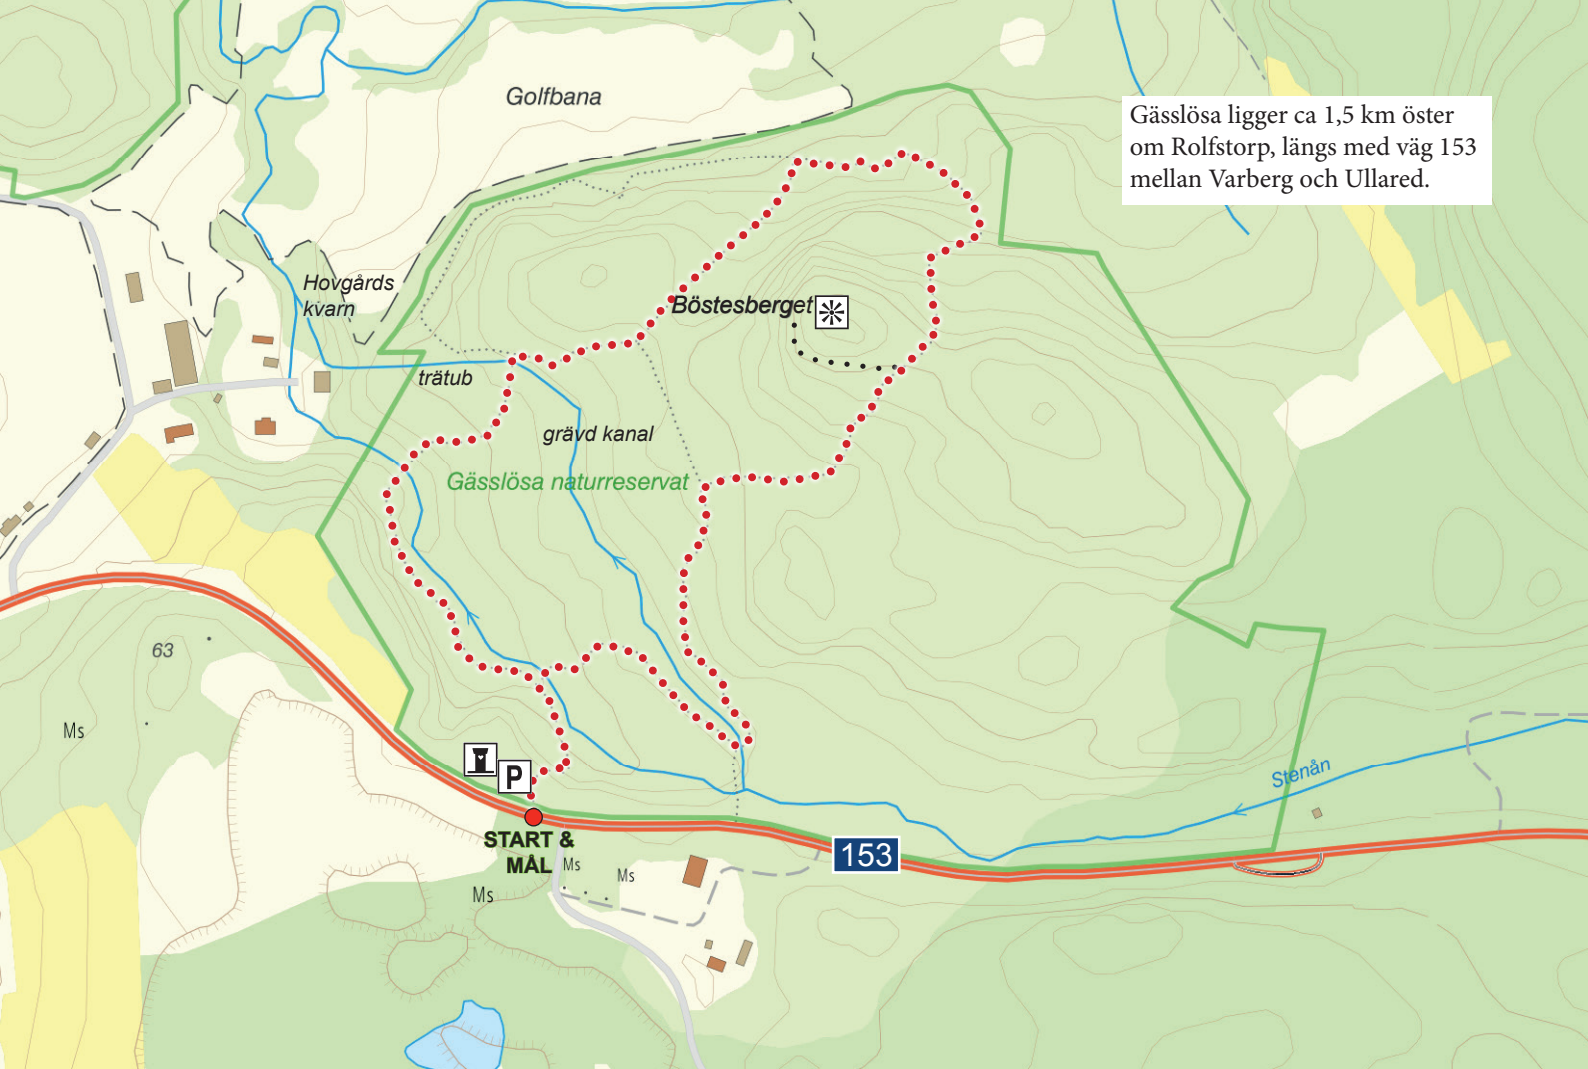 Golfbana
Gässlösa ligger ca 1,5 km öster
om Rolfstorp, längs med väg 153
mellan Varberg och Ullared.
Hovgårds
kvarn
Böstesberget
trätub
grävd kanal
Gässlösa naturreservat
63
Ms
P
Stenån
START &
MÅL
153
Ms
Ms
Ms